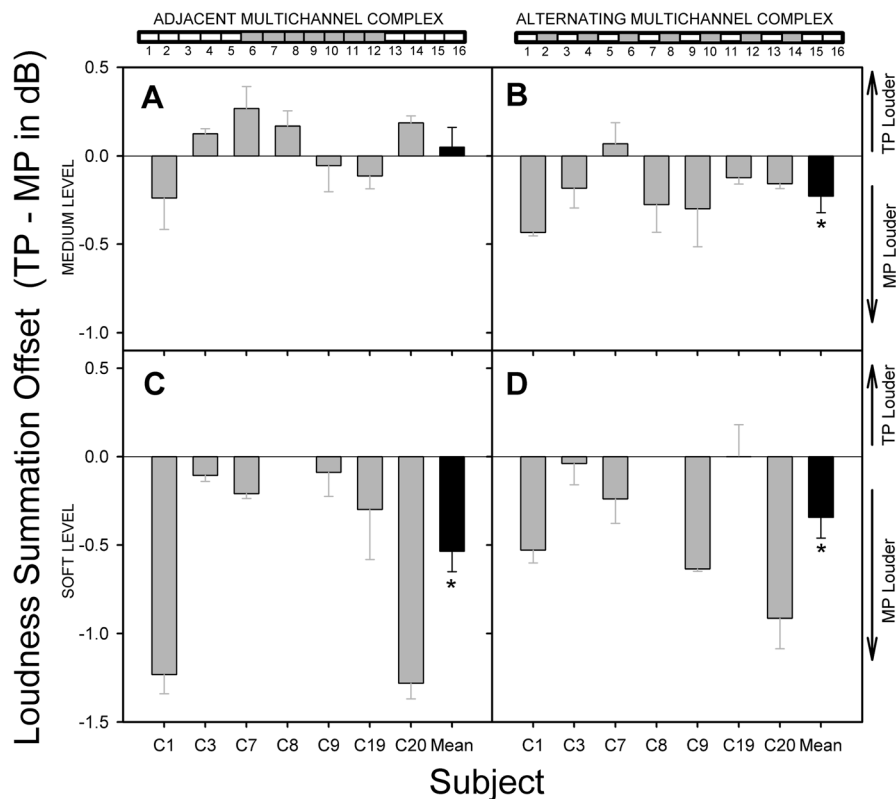 ADJACENT MULTICHANNEL COMPLEX
ALTERNATING MULTICHANNEL COMPLEX
1 2 3 4 5 6 7 8 9 10 11 12 13 14 15 16
1 2 3 4 5 6 7 8 9 10 11 12 13 14 15 16
Loudness Summation Offset (TP - MP in dB)
MEDIUM LEVEL
0.5
0.0
-0.5
-1.0
A
B
*
TP Louder
MP Louder
SOFT LEVEL
0.5
0.0
-0.5
-1.0
-1.5
C
*
D
*
TP Louder
MP Louder
C1 C3 C7 C8 C9 C19 C20 Mean
C1 C3 C7 C8 C9 C19 C20 Mean
Subject